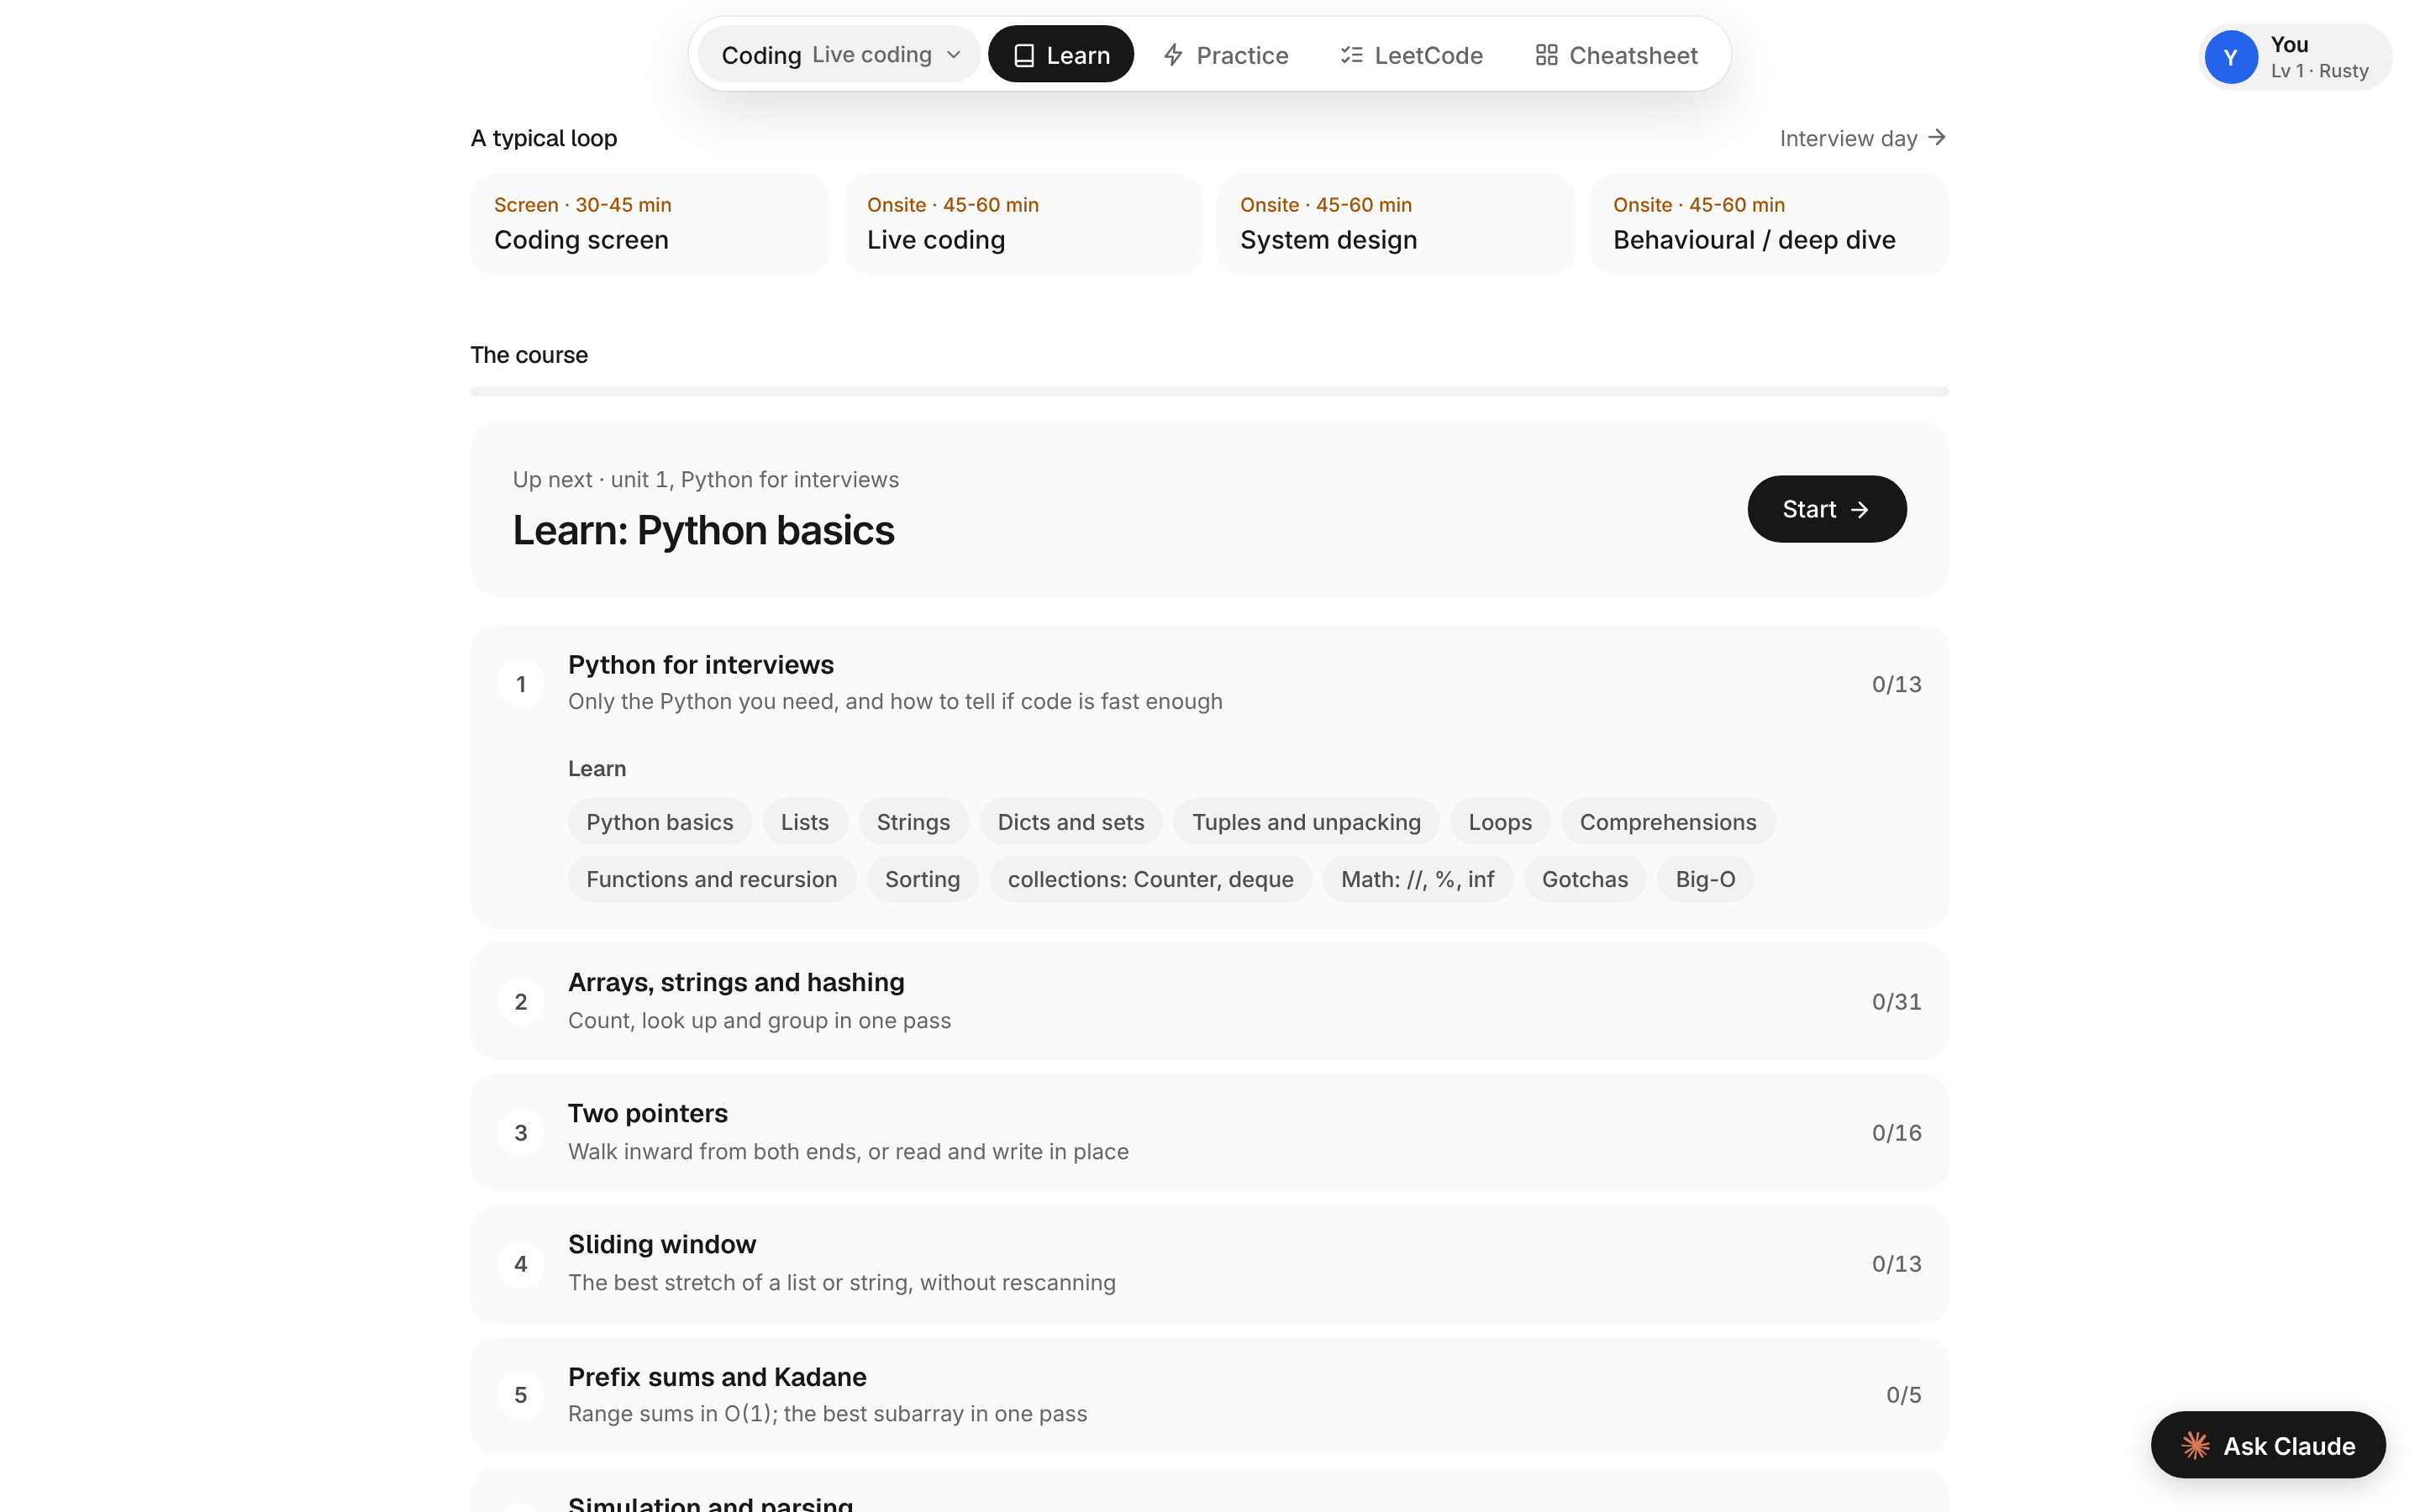 Coding Live coding
Learn
Practice
LeetCode
Cheatsheet
Y
You
Lv 1 · Rusty
A typical loop
Interview day →
Screen · 30-45 min
Coding screen
Onsite · 45-60 min
Live coding
Onsite · 45-60 min
System design
Onsite · 45-60 min
Behavioural / deep dive
The course
Up next · unit 1, Python for interviews
Learn: Python basics
Start →
1
Python for interviews
Only the Python you need, and how to tell if code is fast enough
0/13
Learn
Python basics
Lists
Strings
Dicts and sets
Tuples and unpacking
Loops
Comprehensions
Functions and recursion
Sorting
collections: Counter, deque
Math: //, %, inf
Gotchas
Big-O
2
Arrays, strings and hashing
Count, look up and group in one pass
0/31
3
Two pointers
Walk inward from both ends, or read and write in place
0/16
4
Sliding window
The best stretch of a list or string, without rescanning
0/13
5
Prefix sums and Kadane
Range sums in O(1); the best subarray in one pass
0/5
Simulation and parsing
Ask Claude